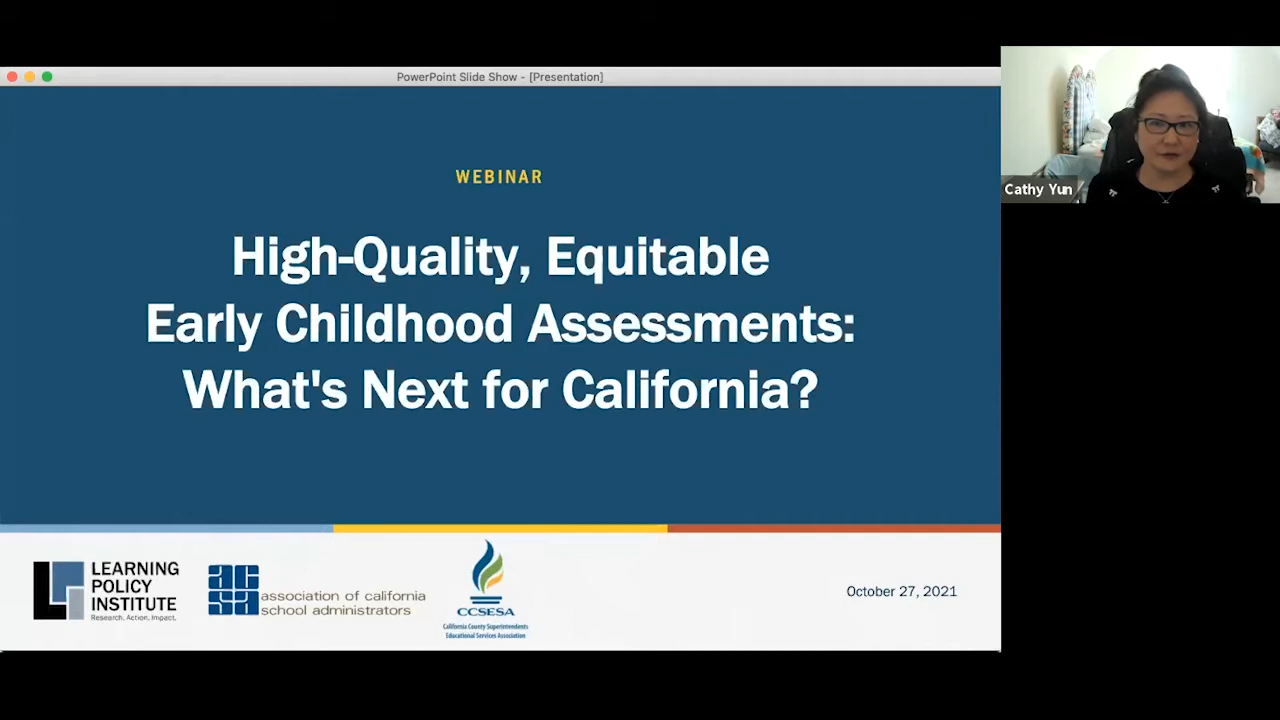 PowerPoint Slide Show - [Presentation]
WEBINAR
High-Quality, Equitable
Early Childhood Assessments:
What's Next for California?
LEARNING
POLICY
INSTITUTE
Research. Action. Impact.
ac
sa
association of california
school administrators
CCSESA
California County Superintendents
Educational Services Association
October 27, 2021
Cathy Yun